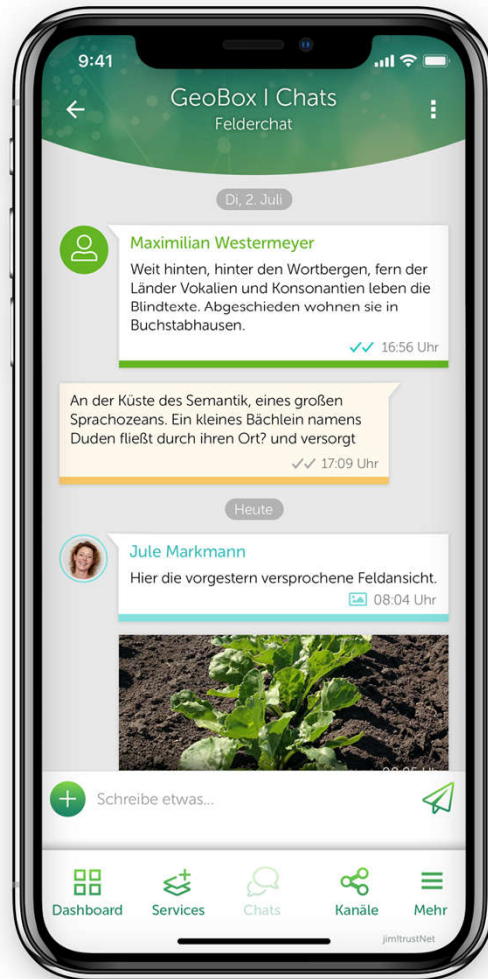 9:41
GeoBox I Chats
Felderchat
Di, 2. Juli
Maximilian Westermeyer
Weit hinten, hinter den Wortbergen, fern der
Länder Vokalien und Konsonantien leben die
Blindtexte. Abgeschieden wohnen sie in
Buchstabhausen.
16:56 Uhr
An der Küste des Semantik, eines großen
Sprachozeans. Ein kleines Bächlein namens
Duden fließt durch ihren Ort? und versorgt
17:09 Uhr
Heute
Jule Markmann
Hier die vorgestern versprochene Feldansicht.
08:04 Uhr
Schreibe etwas...
Dashboard Services Chats Kanäle Mehr
jim!trustNet